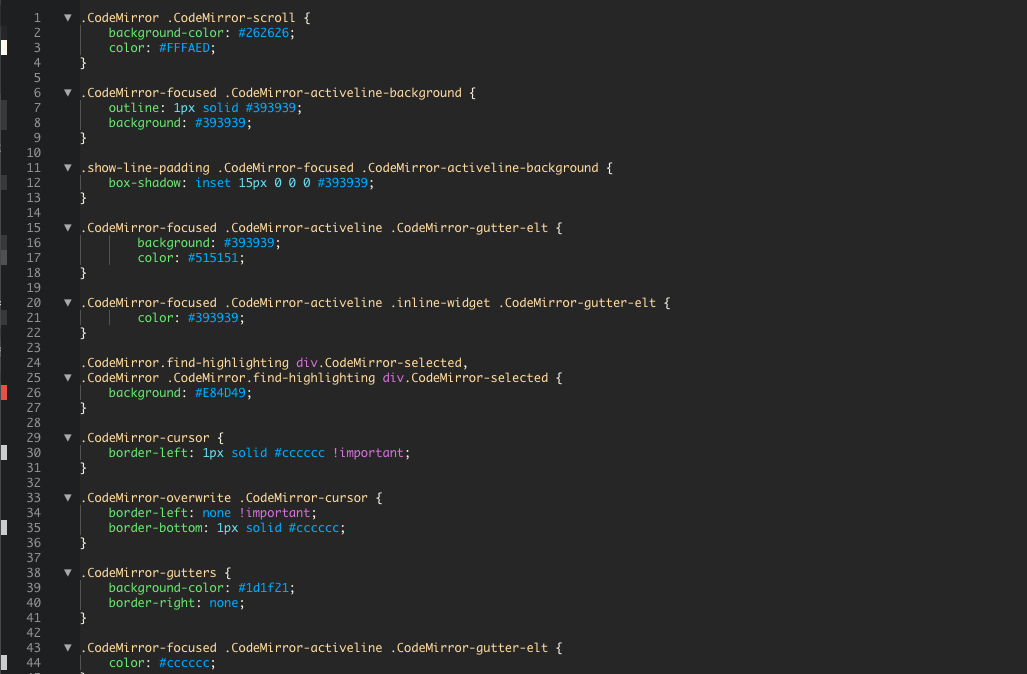 1 ▼ .CodeMirror .CodeMirror-scroll {
2 background-color: #262626;
3 color: #FFFAED;
4 }
5
6 ▼ .CodeMirror-focused .CodeMirror-activeline-background {
7 outline: 1px solid #393939;
8 background: #393939;
9 }
10
11 ▼ .show-line-padding .CodeMirror-focused .CodeMirror-activeline-background {
12 box-shadow: inset 15px 0 0 0 #393939;
13 }
14
15 ▼ .CodeMirror-focused .CodeMirror-activeline .CodeMirror-gutter-elt {
16 background: #393939;
17 color: #515151;
18 }
19
20 ▼ .CodeMirror-focused .CodeMirror-activeline .inline-widget .CodeMirror-gutter-elt {
21 color: #393939;
22 }
23
24 .CodeMirror.find-highlighting div.CodeMirror-selected,
25 ▼ .CodeMirror .CodeMirror.find-highlighting div.CodeMirror-selected {
26 background: #E84D49;
27 }
28
29 ▼ .CodeMirror-cursor {
30 border-left: 1px solid #cccccc !important;
31 }
32
33 ▼ .CodeMirror-overwrite .CodeMirror-cursor {
34 border-left: none !important;
35 border-bottom: 1px solid #cccccc;
36 }
37
38 ▼ .CodeMirror-gutters {
39 background-color: #1d1f21;
40 border-right: none;
41 }
42
43 ▼ .CodeMirror-focused .CodeMirror-activeline .CodeMirror-gutter-elt {
44 color: #cccccc;